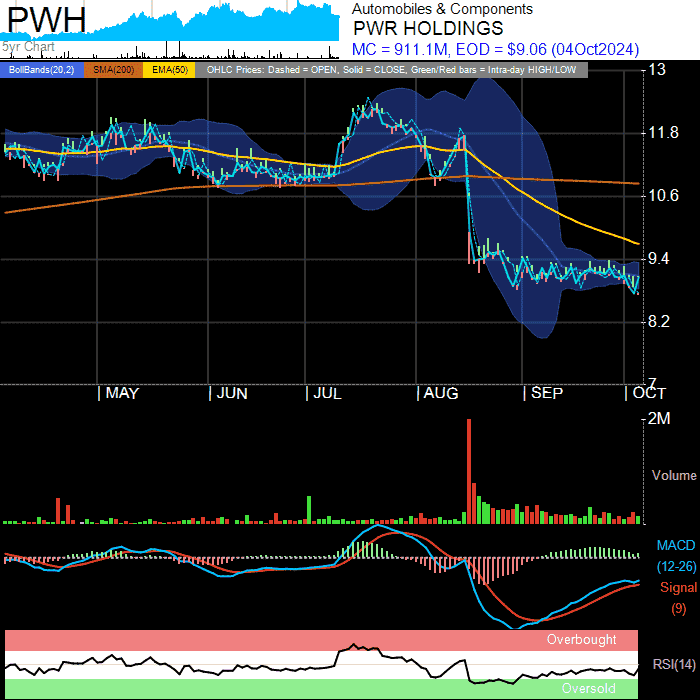 PWH
5yr Chart
Automobiles & Components
PWR HOLDINGS
MC = 911.1M, EOD = $9.06 (04Oct2024)
BollBands(20,2) SMA(200) EMA(50) OHLC Prices: Dashed = OPEN, Solid = CLOSE, Green/Red bars = Intra-day HIGH/LOW
13
11.8
10.6
9.4
8.2
7
| MAY | JUN | JUL | AUG | SEP | OCT
2M
Volume
MACD
(12-26)
Signal
(9)
Overbought
RSI(14)
Oversold